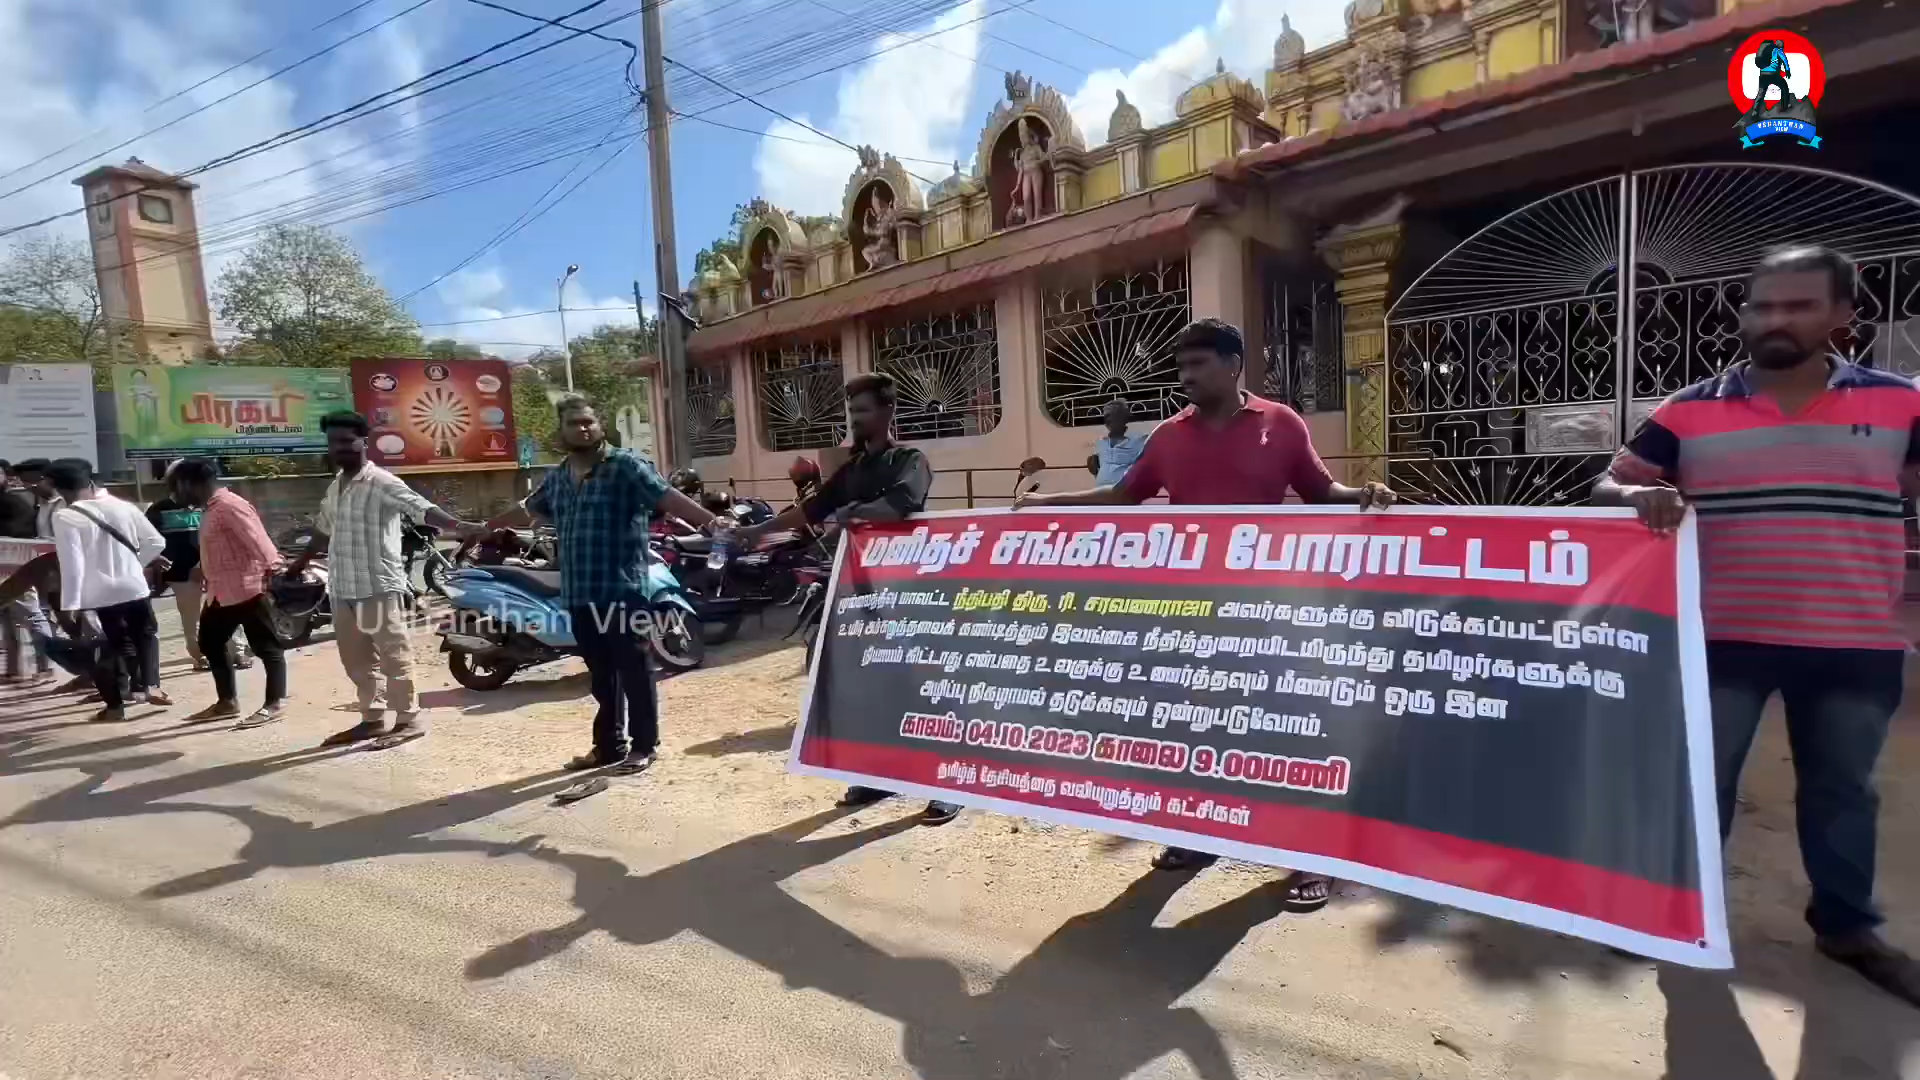 பிரகபி
மனிதச் சங்கிலிப் போராட்டம்
முல்லைத்தீவு மாவட்ட நீதிபதி திரு. ரி. சரவணராஜா அவர்களுக்கு விடுக்கப்பட்டுள்ள
உயிர் அச்சுறுத்தலைக் கண்டித்தும் இலங்கை நீதித்துறையிடமிருந்து தமிழர்களுக்கு
நியாயம் கிட்டாது என்பதை உலகுக்கு உணர்த்தவும் மீண்டும் ஒரு இன
அழிப்பு நிகழாமல் தடுக்கவும் ஒன்றுபடுவோம்.
காலம்: 04.10.2023 காலை 9.00மணி
தமிழ்த் தேசியத்தை வலியுறுத்தும் கட்சிகள்
Ushanthan View
USHANTHAN
VIEW